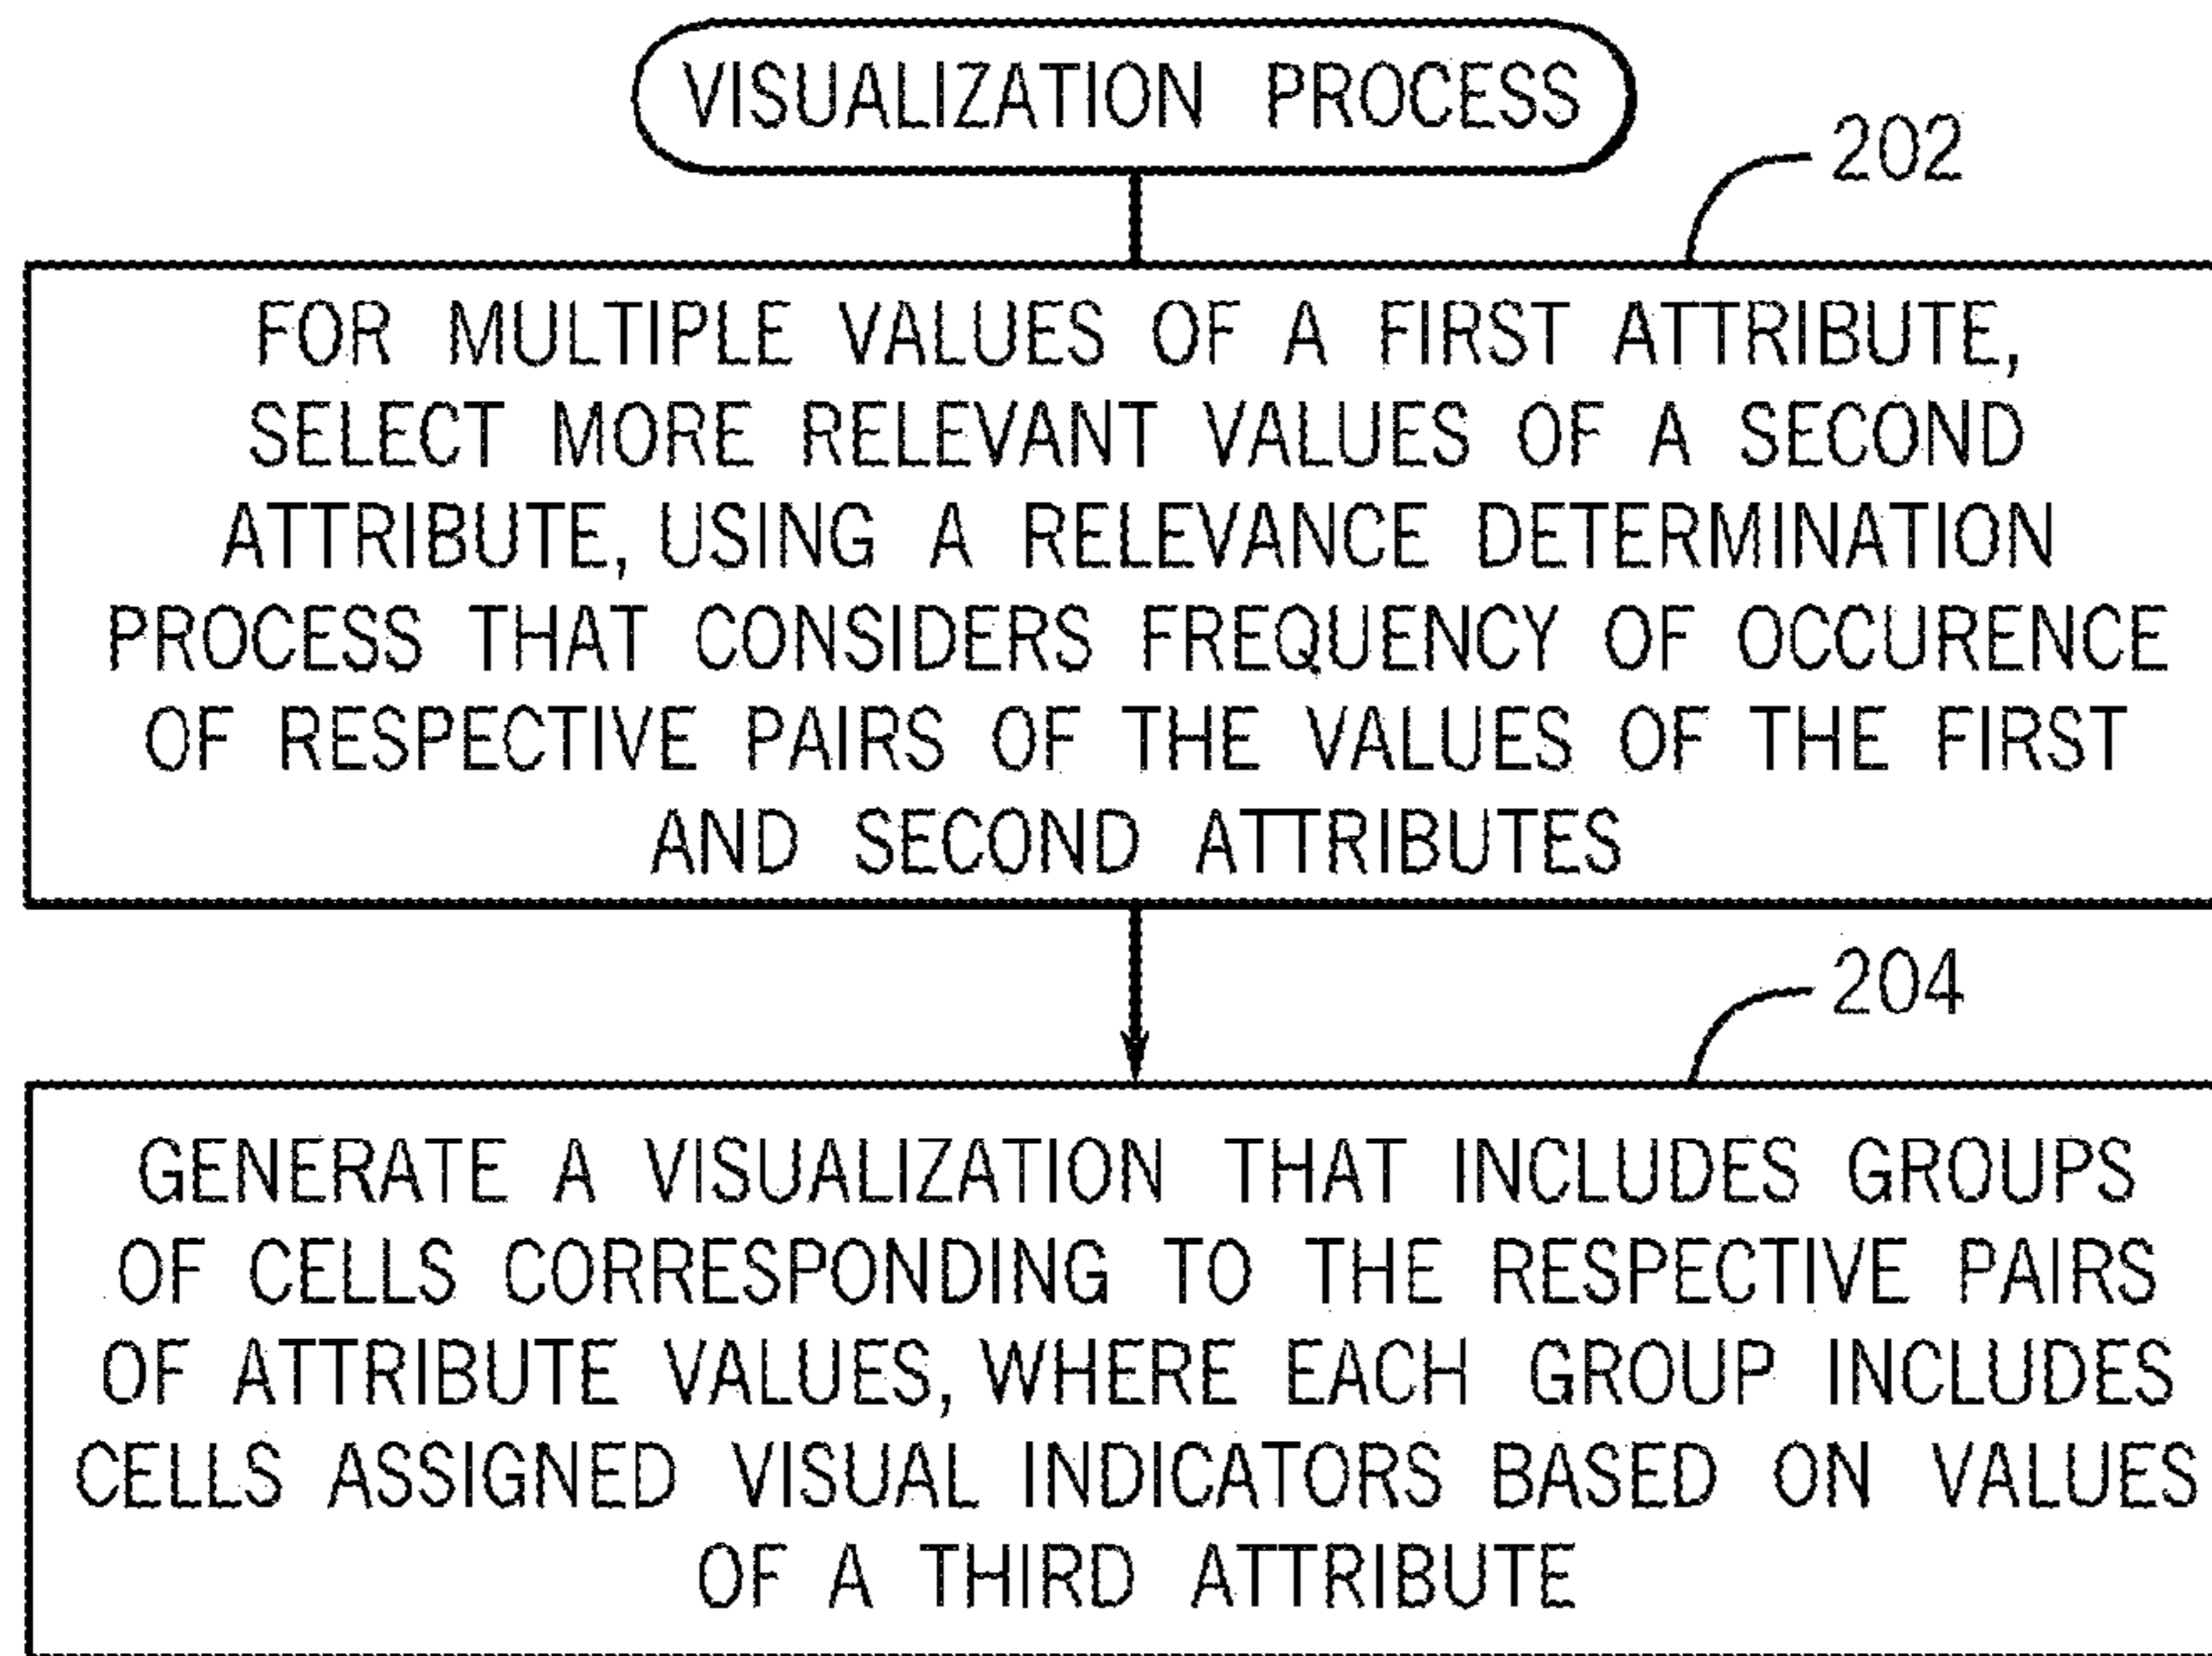 VISUALIZATION PROCESS
202
FOR MULTIPLE VALUES OF A FIRST ATTRIBUTE,
SELECT MORE RELEVANT VALUES OF A SECOND
ATTRIBUTE, USING A RELEVANCE DETERMINATION
PROCESS THAT CONSIDERS FREQUENCY OF OCCURENCE
OF RESPECTIVE PAIRS OF THE VALUES OF THE FIRST
AND SECOND ATTRIBUTES
204
GENERATE A VISUALIZATION THAT INCLUDES GROUPS
OF CELLS CORRESPONDING TO THE RESPECTIVE PAIRS
OF ATTRIBUTE VALUES, WHERE EACH GROUP INCLUDES
CELLS ASSIGNED VISUAL INDICATORS BASED ON VALUES
OF A THIRD ATTRIBUTE